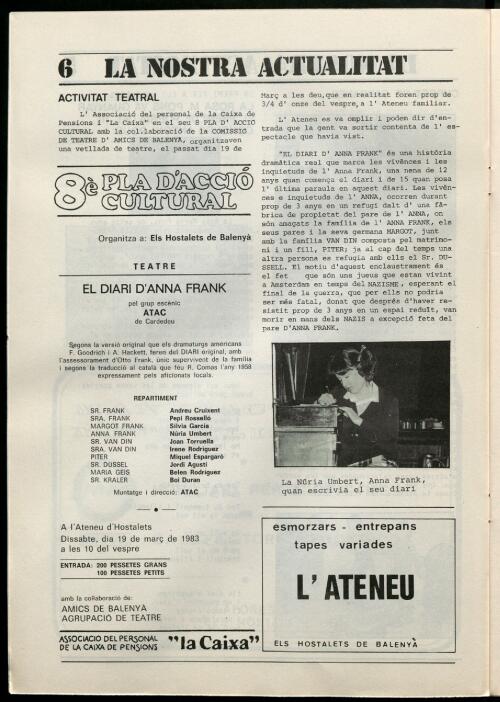 6 LA NOSTRA ACTUALITAT
ACTIVITAT TEATRAL
L'Associació del personal de la Caixa de
Pensions i "La Caixa" en el seu 8 PLA D' ACCIO
CULTURAL amb la col.laboració de la COMISSIO
DE TEATRE D' AMICS DE BALENYA, organitzaven
una vetllada de teatre, el passat dia 19 de
8è PLA D'ACCIÓ
CULTURAL
Organitza a: Els Hostalets de Balenyà
TEATRE
EL DIARI D'ANNA FRANK
pel grup escènic
ATAC
de Cardedeu
Segons la versió original que els dramaturgs americans
F. Goodrich i A. Hackett, feren del DIARI original, amb
l'assessorament d'Otto Frank, únic supervivent de la família
i segons la traducció al català que féu R. Comas l'any 1958
expressament pels aficionats locals.
REPARTIMENT
SR. FRANK Andreu Cruixent
SRA. FRANK Pepi Rosselló
MARGOT FRANK Sílvia García
ANNA FRANK Núria Umbert
SR. VAN DIN Joan Torruella
SRA. VAN DIN Irene Rodríguez
PITER Miquel Espargaró
SR. DUSSEL Jordi Agustí
MARIA GEIS Belen Rodríguez
SR. KRALER Boi Duran
Muntatge i direcció: ATAC
A l'Ateneu d'Hostalets
Dissabte, dia 19 de març de 1983
a les 10 del vespre
ENTRADA: 200 PESSETES GRANS
100 PESSETES PETITS
amb la collaboració de:
AMICS DE BALENYÀ
AGRUPACIÓ DE TEATRE
ASSOCIACIÓ DEL PERSONAL
DE LA CAIXA DE PENSIONS "la Caixa"
Març a les deu,que en realitat foren prop de
3/4 d' onze del vespre,a l' Ateneu familiar.
L' Ateneu es va omplir i poden dir d'en-
trada que la gent va sortir contenta de l' es-
pectacle que havia vist.
"EL DIARI D' ANNA FRANK" és una història
dramàtica real que marca les vivències i les
inquietuds de l' Anna Frank, una nena de 12
anys quan comença el diari i de 15 quan posa
l' última paraula en aquest diari. Les vivèn-
cies e inquietuds de l' ANNA, ocorren durant
prop de 3 anys en un refugi dalt d' una fà-
brica de propietat del pare de l' ANNA, on
són amagats la família de l' ANNA FRANK, els
seus pares i la seva germana MARGOT, junt
amb la família VAN DIN composta pel matrimo-
ni i un fill, PITER; ja al cap del temps una
altra persona es refugia amb ells el Sr. DU-
SSELL. El motiu d'aquest enclaustrament és
el fet que són uns jueus que estan vivint
a Amsterdam en temps del NAZISME, esperant el
final de la guerra, que per ells no podria
ser més fatal, donat que després d'haver re-
sistit prop de 3 anys en un espai reduït, van
morir en mans dels NAZIS a excepció feta del
pare D'ANNA FRANK.
La Núria Umbert, Anna Frank,
quan escrivia el seu diari
esmorzars - entrepans
tapes variades
L'ATENEU
ELS HOSTALETS DE BALENYÀ